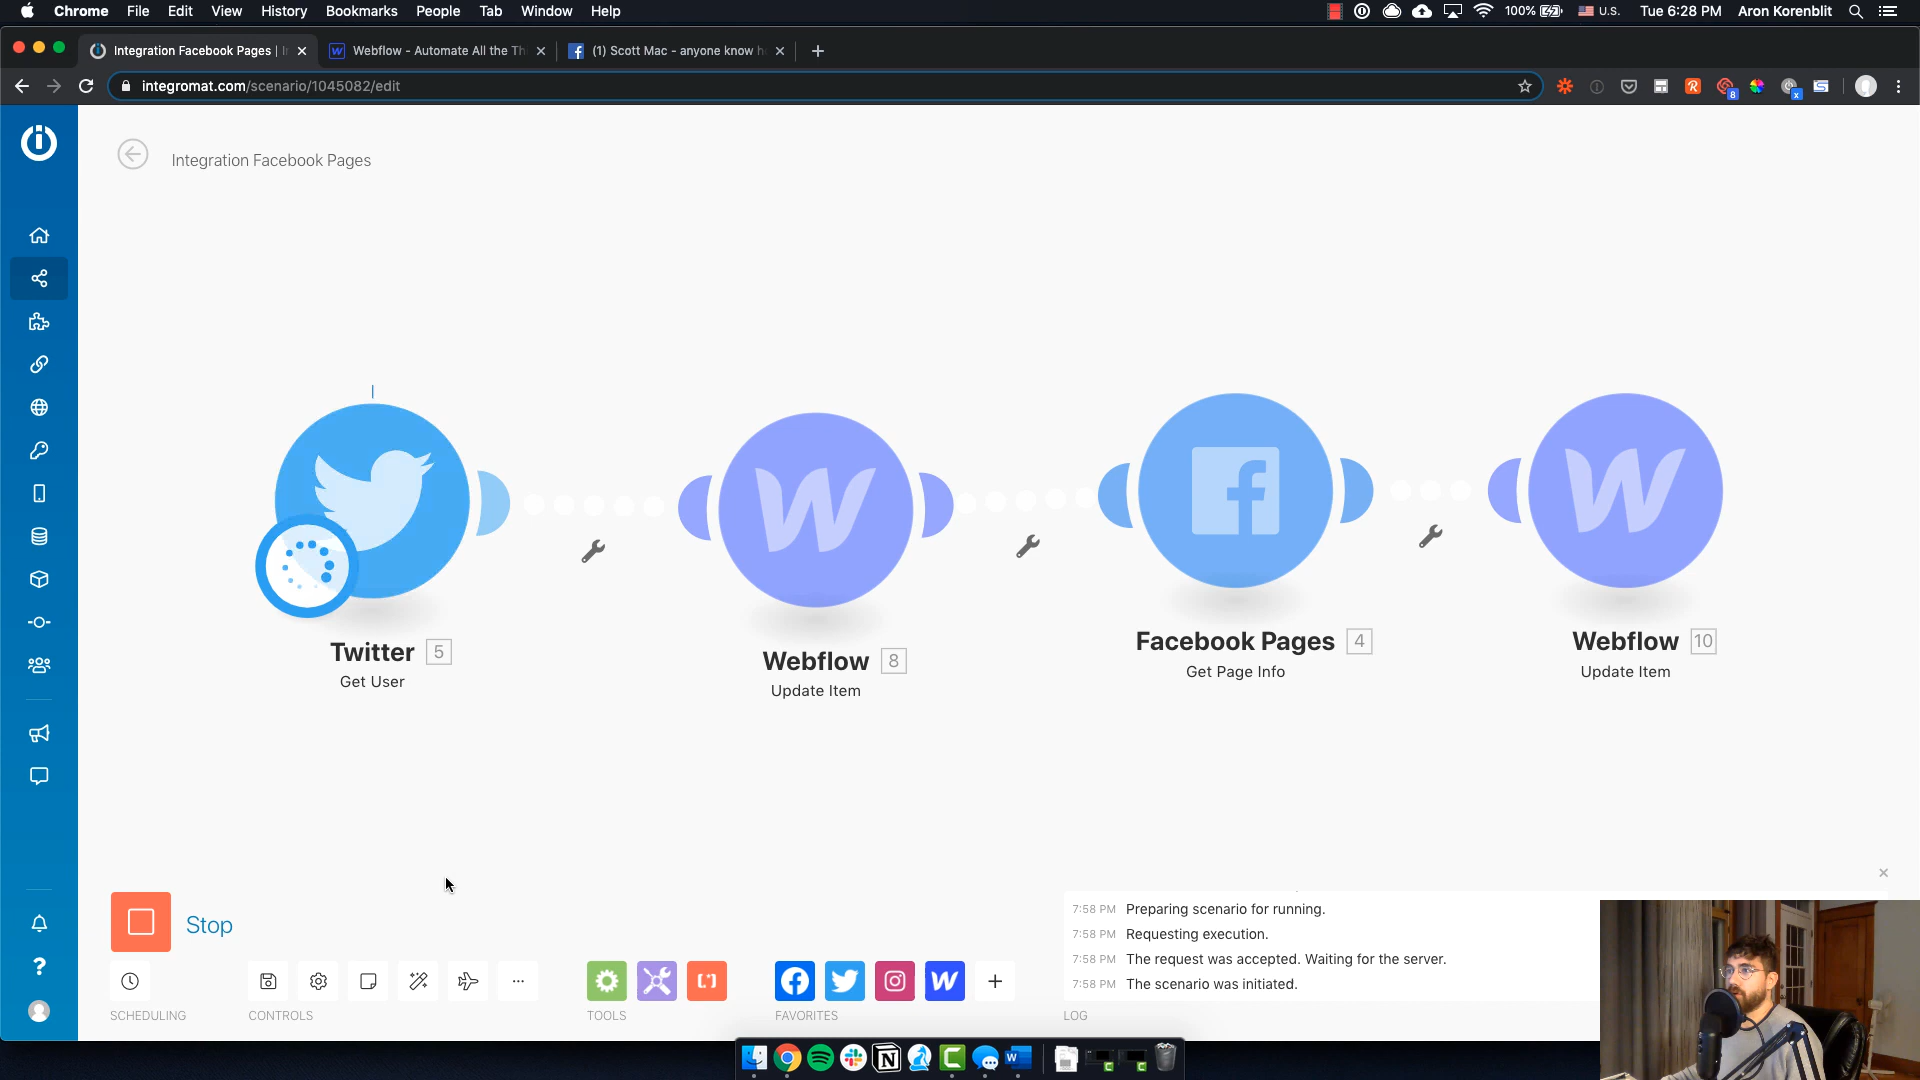 Chrome File Edit View History Bookmarks People Tab Window Help
100% U.S. Tue 6:28 PM Aron Korenblit
Integration Facebook Pages |
Webflow - Automate All the Th
(1) Scott Mac - anyone know h
integromat.com/scenario/1045082/edit
8
x
Integration Facebook Pages
Twitter 5
Get User
Webflow 8
Update Item
Facebook Pages 4
Get Page Info
Webflow 10
Update Item
Stop
7:58 PM Preparing scenario for running.
7:58 PM Requesting execution.
7:58 PM The request was accepted. Waiting for the server.
7:58 PM The scenario was initiated.
SCHEDULING
CONTROLS
TOOLS
FAVORITES
LOG